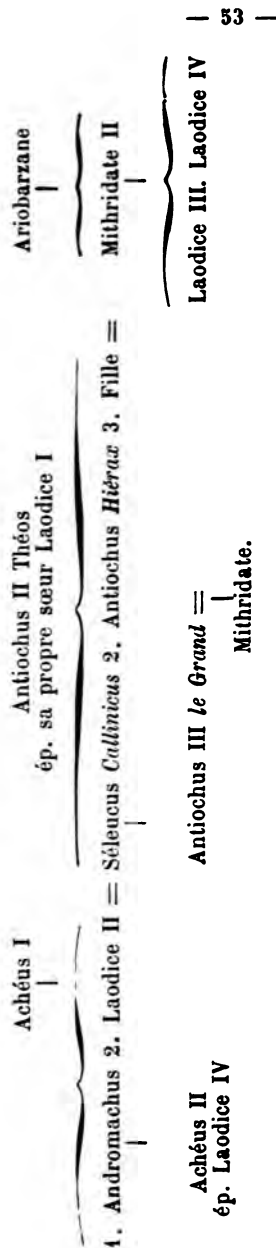 — 53 —
Achéus I
Antiochus II Théos
ép. sa propre sœur Laodice I
Ariobarzane
1. Andromachus 2. Laodice II = Séleucus Callinicus 2. Antiochus Hiérax 3. Fille = Mithridate II
Achéus II
ép. Laodice IV
Antiochus III le Grand =
Mithridate.
Laodice III. Laodice IV